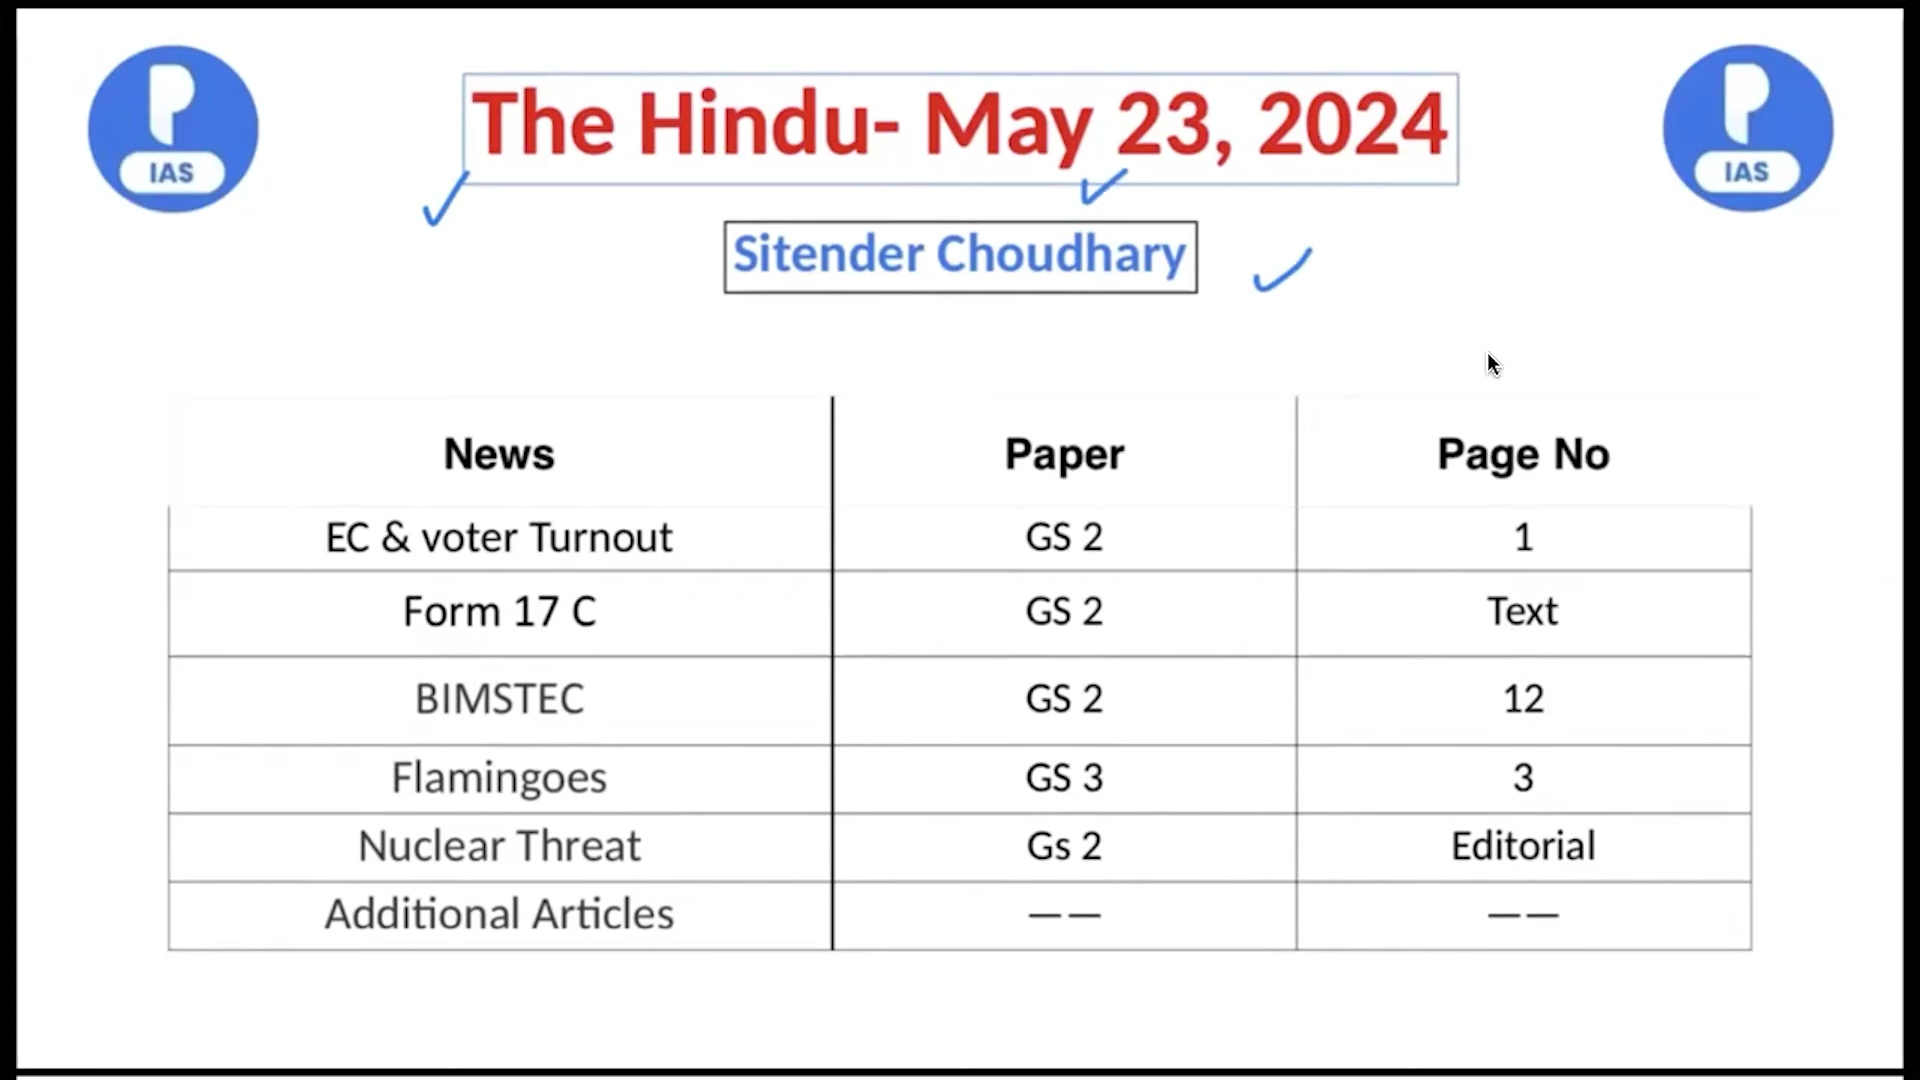 IAS
The Hindu- May 23, 2024
IAS
Sitender Choudhary
News Paper Page No
EC & voter Turnout GS 2 1
Form 17 C GS 2 Text
BIMSTEC GS 2 12
Flamingoes GS 3 3
Nuclear Threat Gs 2 Editorial
Additional Articles —— ——